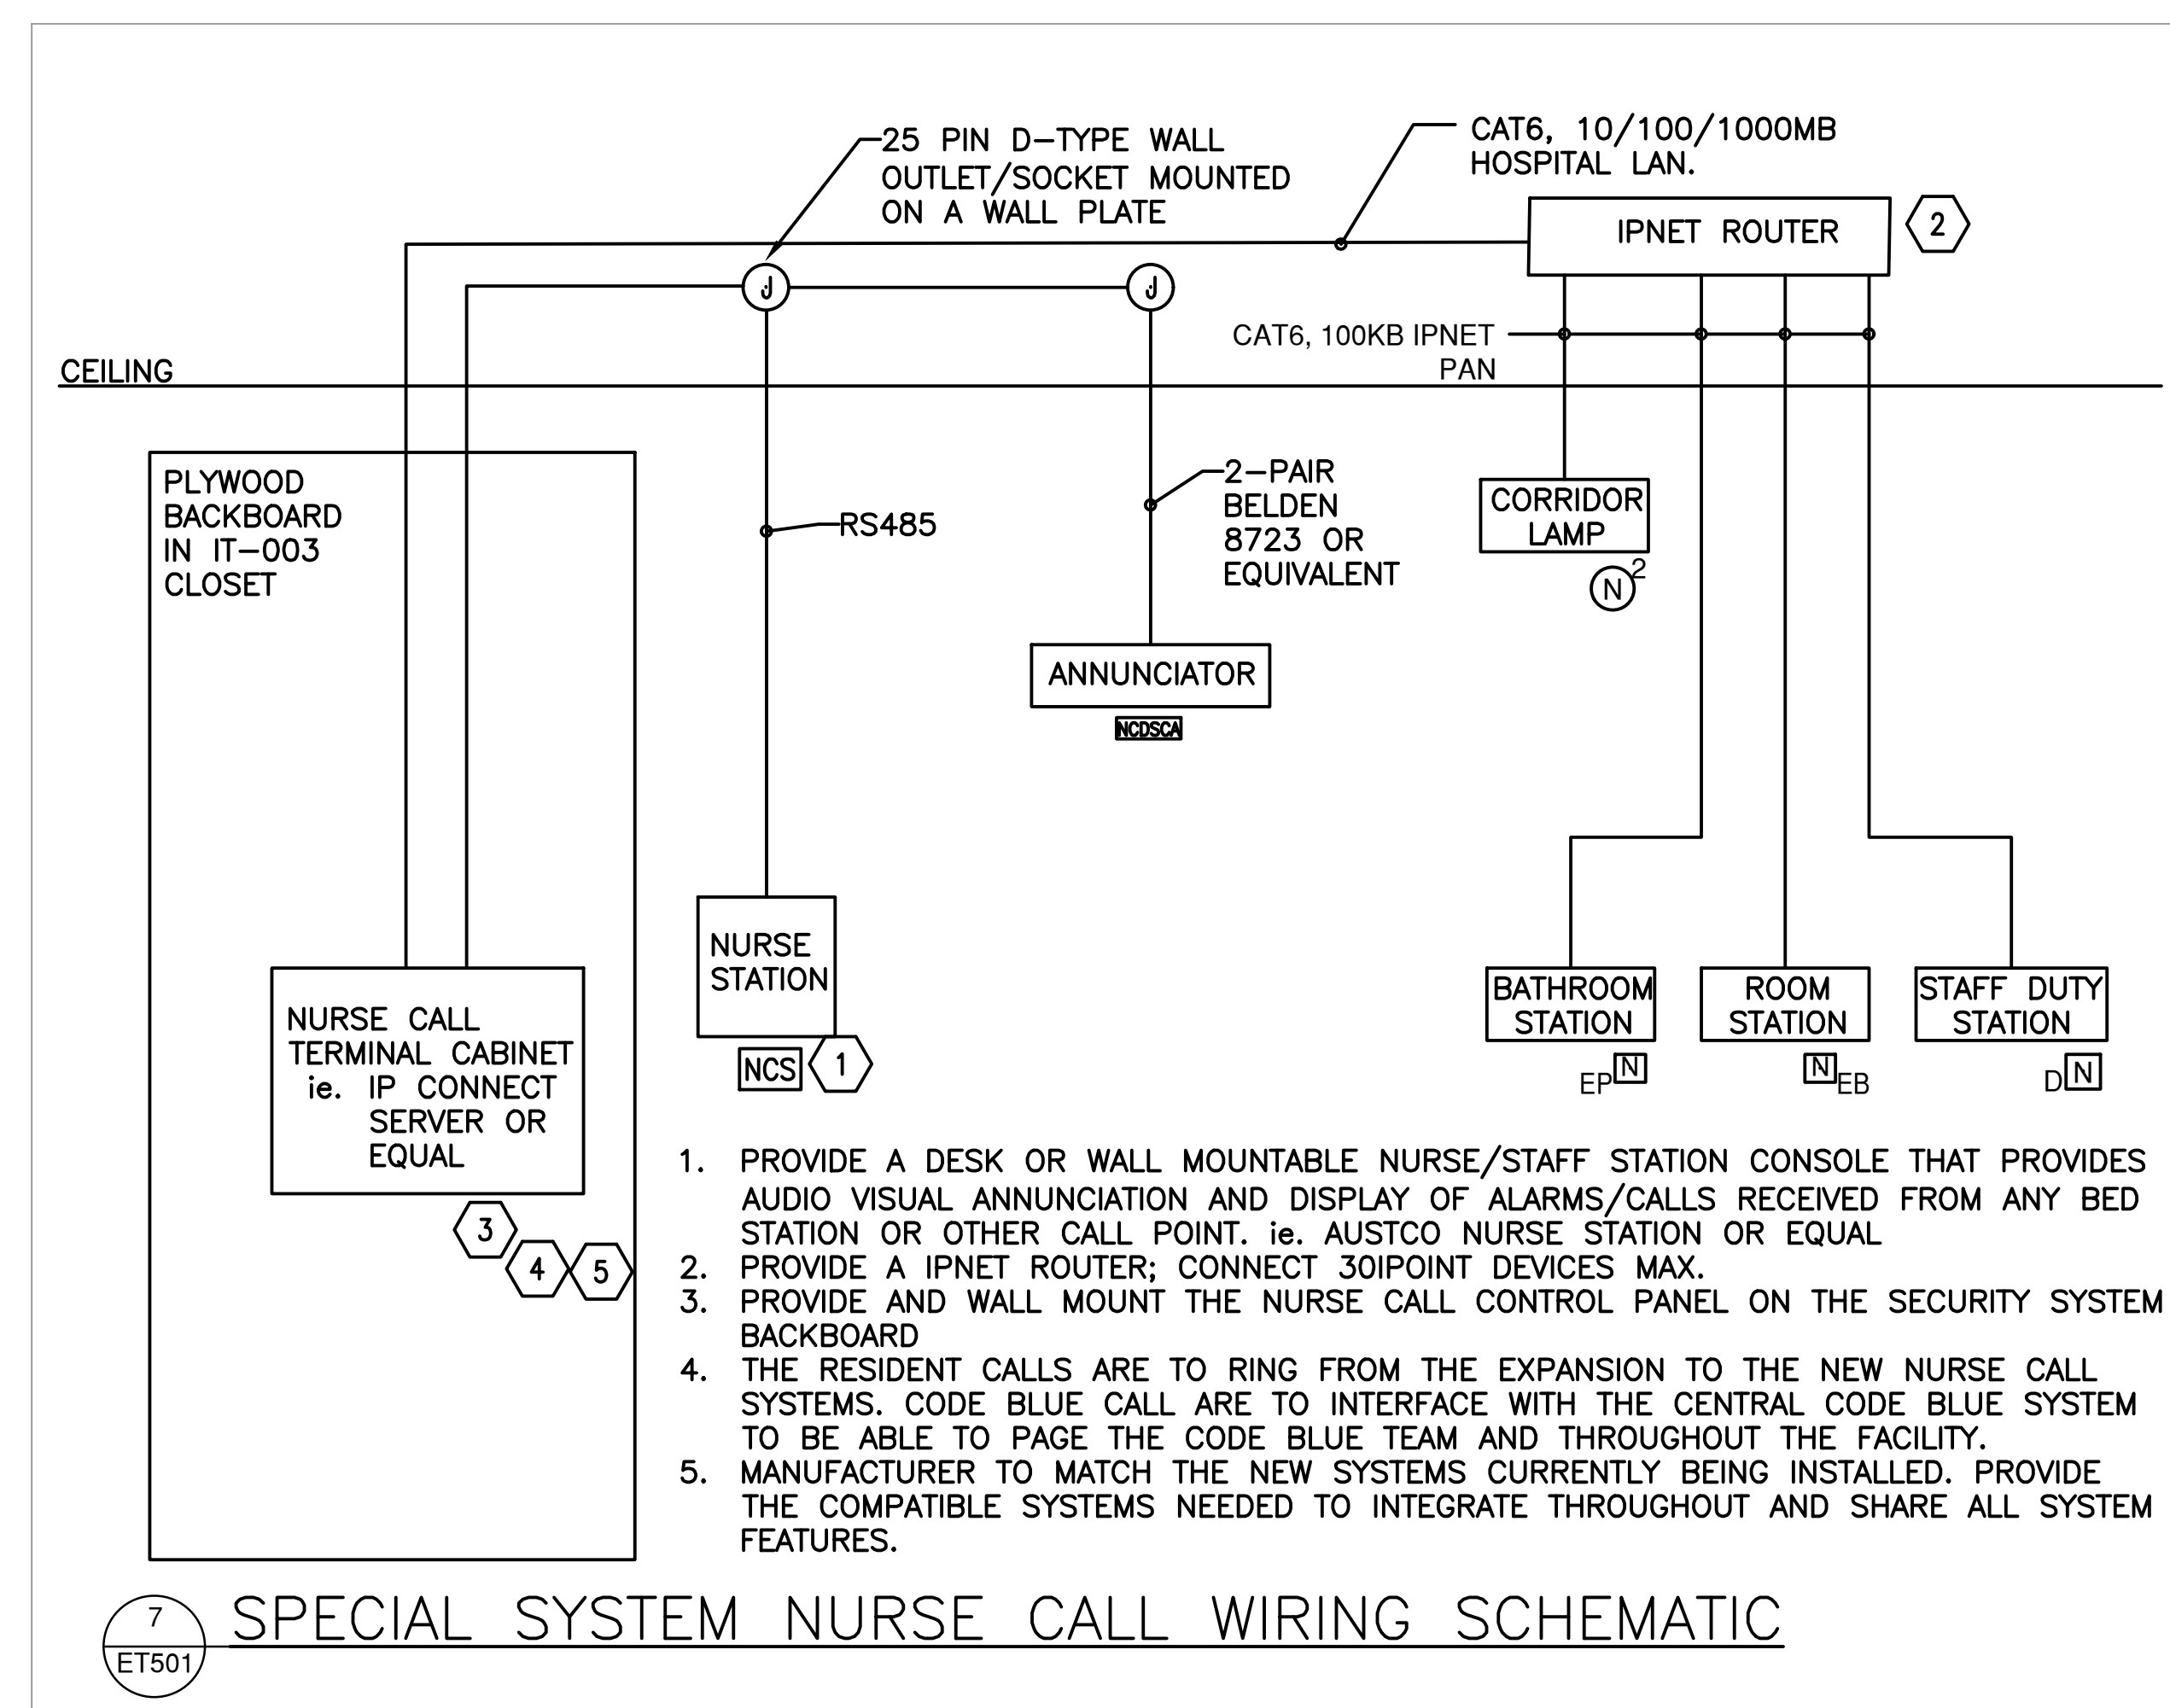 25 PIN D-TYPE WALL
OUTLET/SOCKET MOUNTED
ON A WALL PLATE
CAT6, 10/100/1000MB
HOSPITAL LAN.
IPNET ROUTER
2
J
J
CAT6, 100KB IPNET
PAN
CEILING
PLYWOOD
BACKBOARD
IN IT-003
CLOSET
RS485
2-PAIR
BELDEN
8723 OR
EQUIVALENT
CORRIDOR
LAMP
N 2
ANNUNCIATOR
NCDSCA
NURSE
STATION
NCS
1
NURSE CALL
TERMINAL CABINET
ie. IP CONNECT
SERVER OR
EQUAL
3
4
5
BATHROOM
STATION
EP N
ROOM
STATION
N EB
STAFF DUTY
STATION
D N
1. PROVIDE A DESK OR WALL MOUNTABLE NURSE/STAFF STATION CONSOLE THAT PROVIDES
AUDIO VISUAL ANNUNCIATION AND DISPLAY OF ALARMS/CALLS RECEIVED FROM ANY BED
STATION OR OTHER CALL POINT. ie. AUSTCO NURSE STATION OR EQUAL
2. PROVIDE A IPNET ROUTER; CONNECT 30IPOINT DEVICES MAX.
3. PROVIDE AND WALL MOUNT THE NURSE CALL CONTROL PANEL ON THE SECURITY SYSTEM
BACKBOARD
4. THE RESIDENT CALLS ARE TO RING FROM THE EXPANSION TO THE NEW NURSE CALL
SYSTEMS. CODE BLUE CALL ARE TO INTERFACE WITH THE CENTRAL CODE BLUE SYSTEM
TO BE ABLE TO PAGE THE CODE BLUE TEAM AND THROUGHOUT THE FACILITY.
5. MANUFACTURER TO MATCH THE NEW SYSTEMS CURRENTLY BEING INSTALLED. PROVIDE
THE COMPATIBLE SYSTEMS NEEDED TO INTEGRATE THROUGHOUT AND SHARE ALL SYSTEM
FEATURES.
7
ET501
SPECIAL SYSTEM NURSE CALL WIRING SCHEMATIC